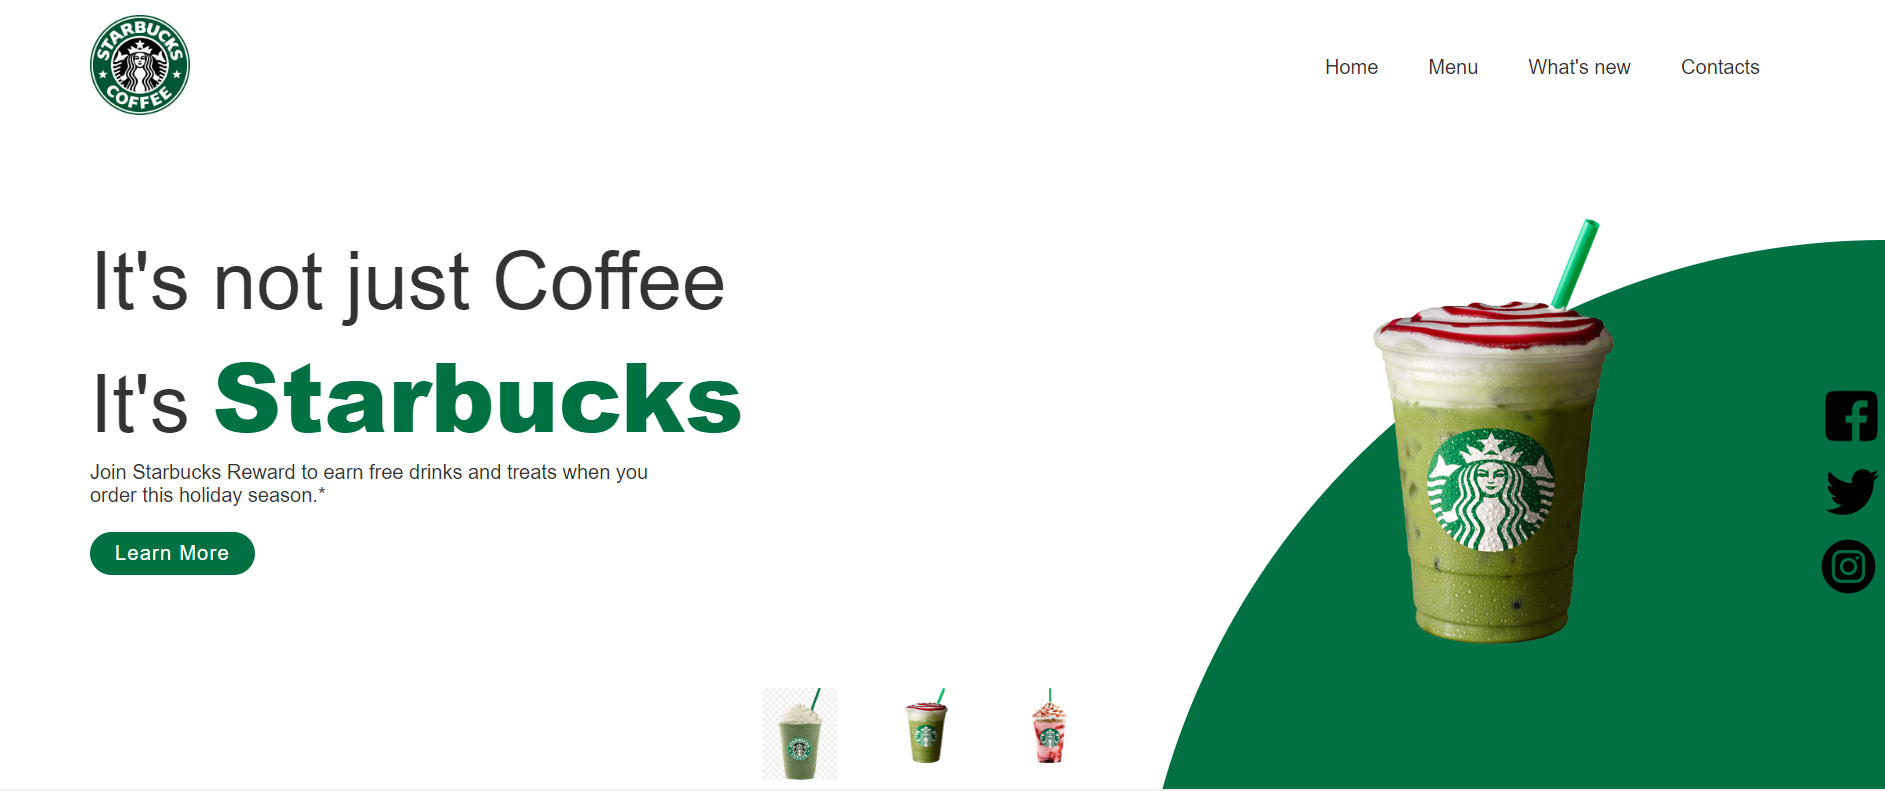 STARBUCKS
COFFEE
Home
Menu
What's new
Contacts
It's not just Coffee
It's Starbucks
Join Starbucks Reward to earn free drinks and treats when you
order this holiday season.*
Learn More